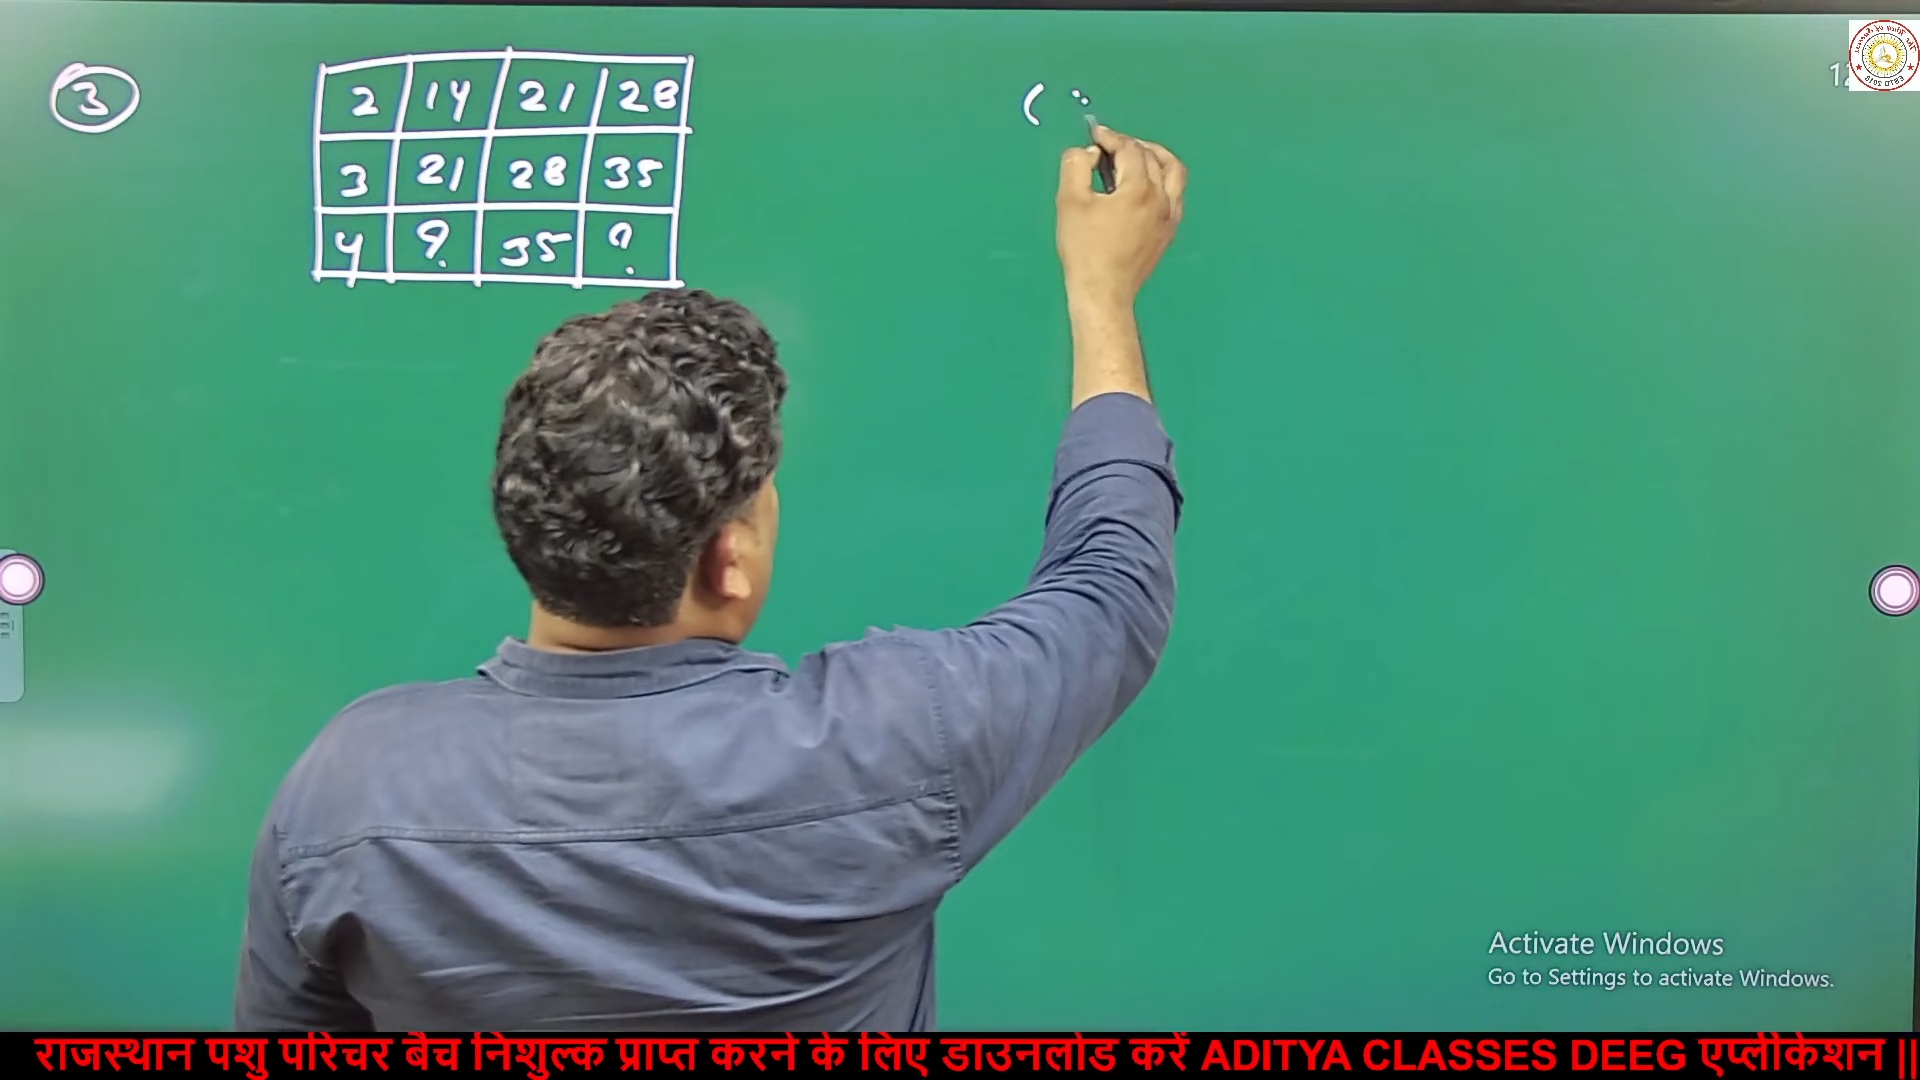 3
2 14 21 28
3 21 28 35
4 ? 35 ?
(
12
Activate Windows
Go to Settings to activate Windows.
राजस्थान पशु परिचर बैच निशुल्क प्राप्त करने के लिए डाउनलोड करें ADITYA CLASSES DEEG एप्लीकेशन ||